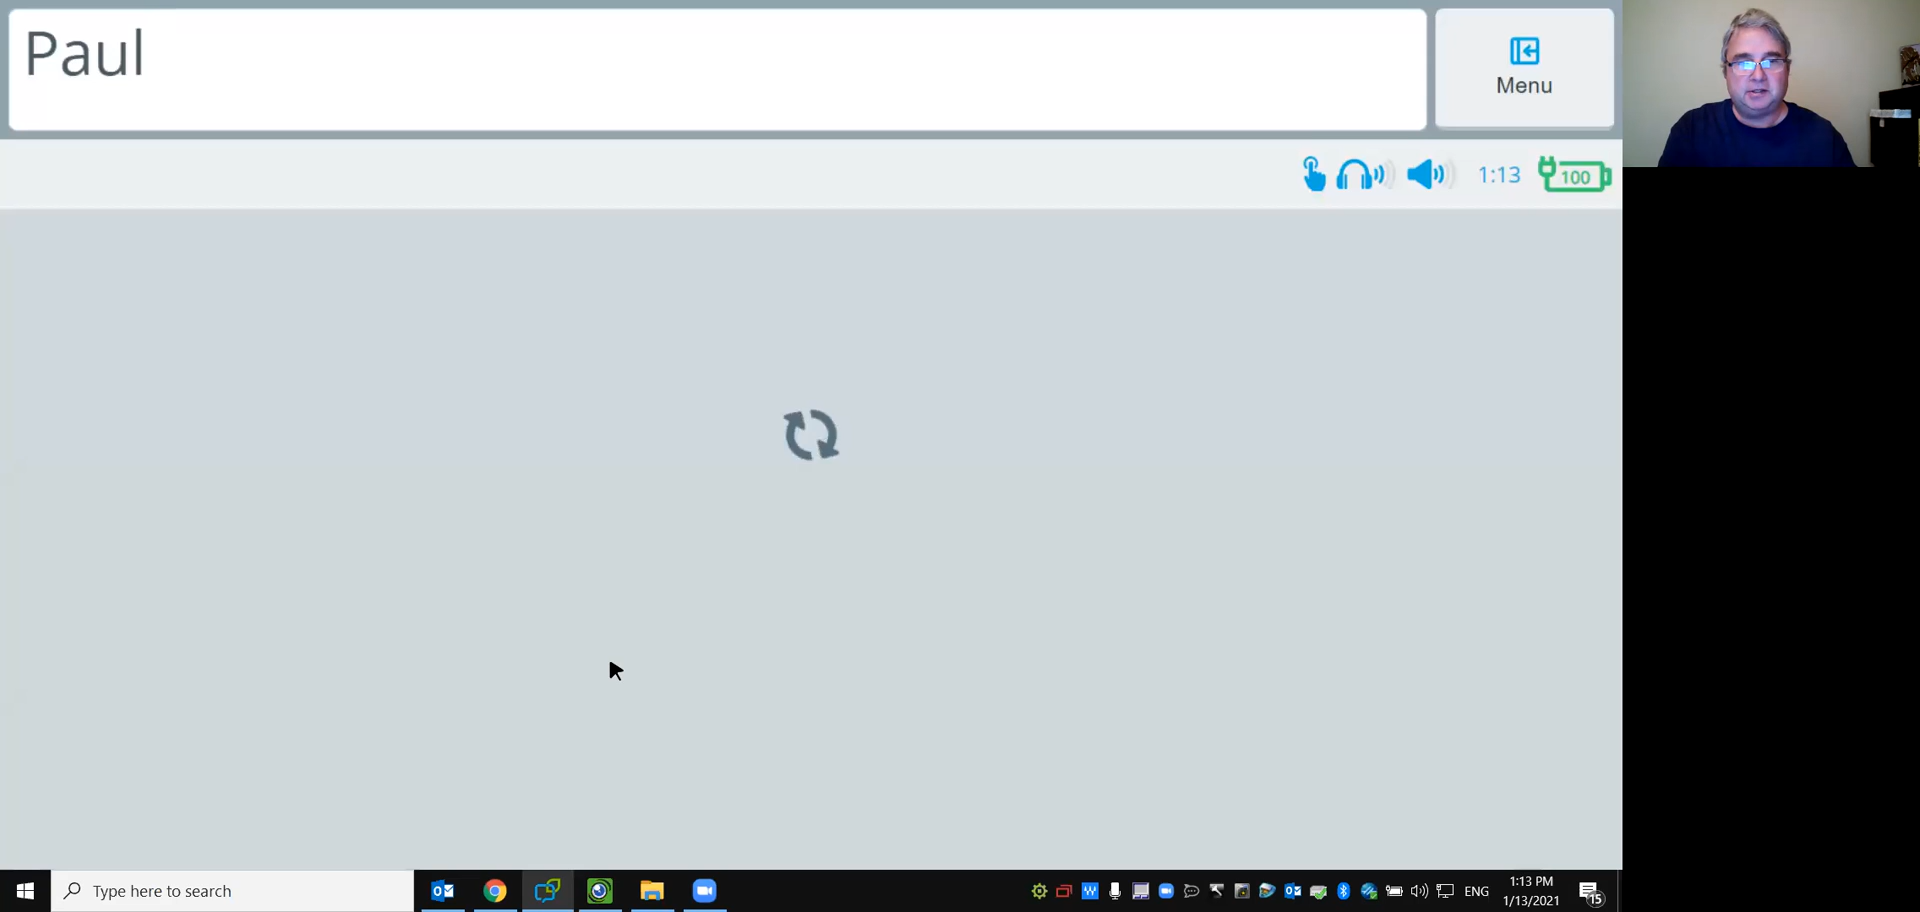 Paul
Menu
1:13
100
Type here to search
ENG
1:13 PM
1/13/2021
15